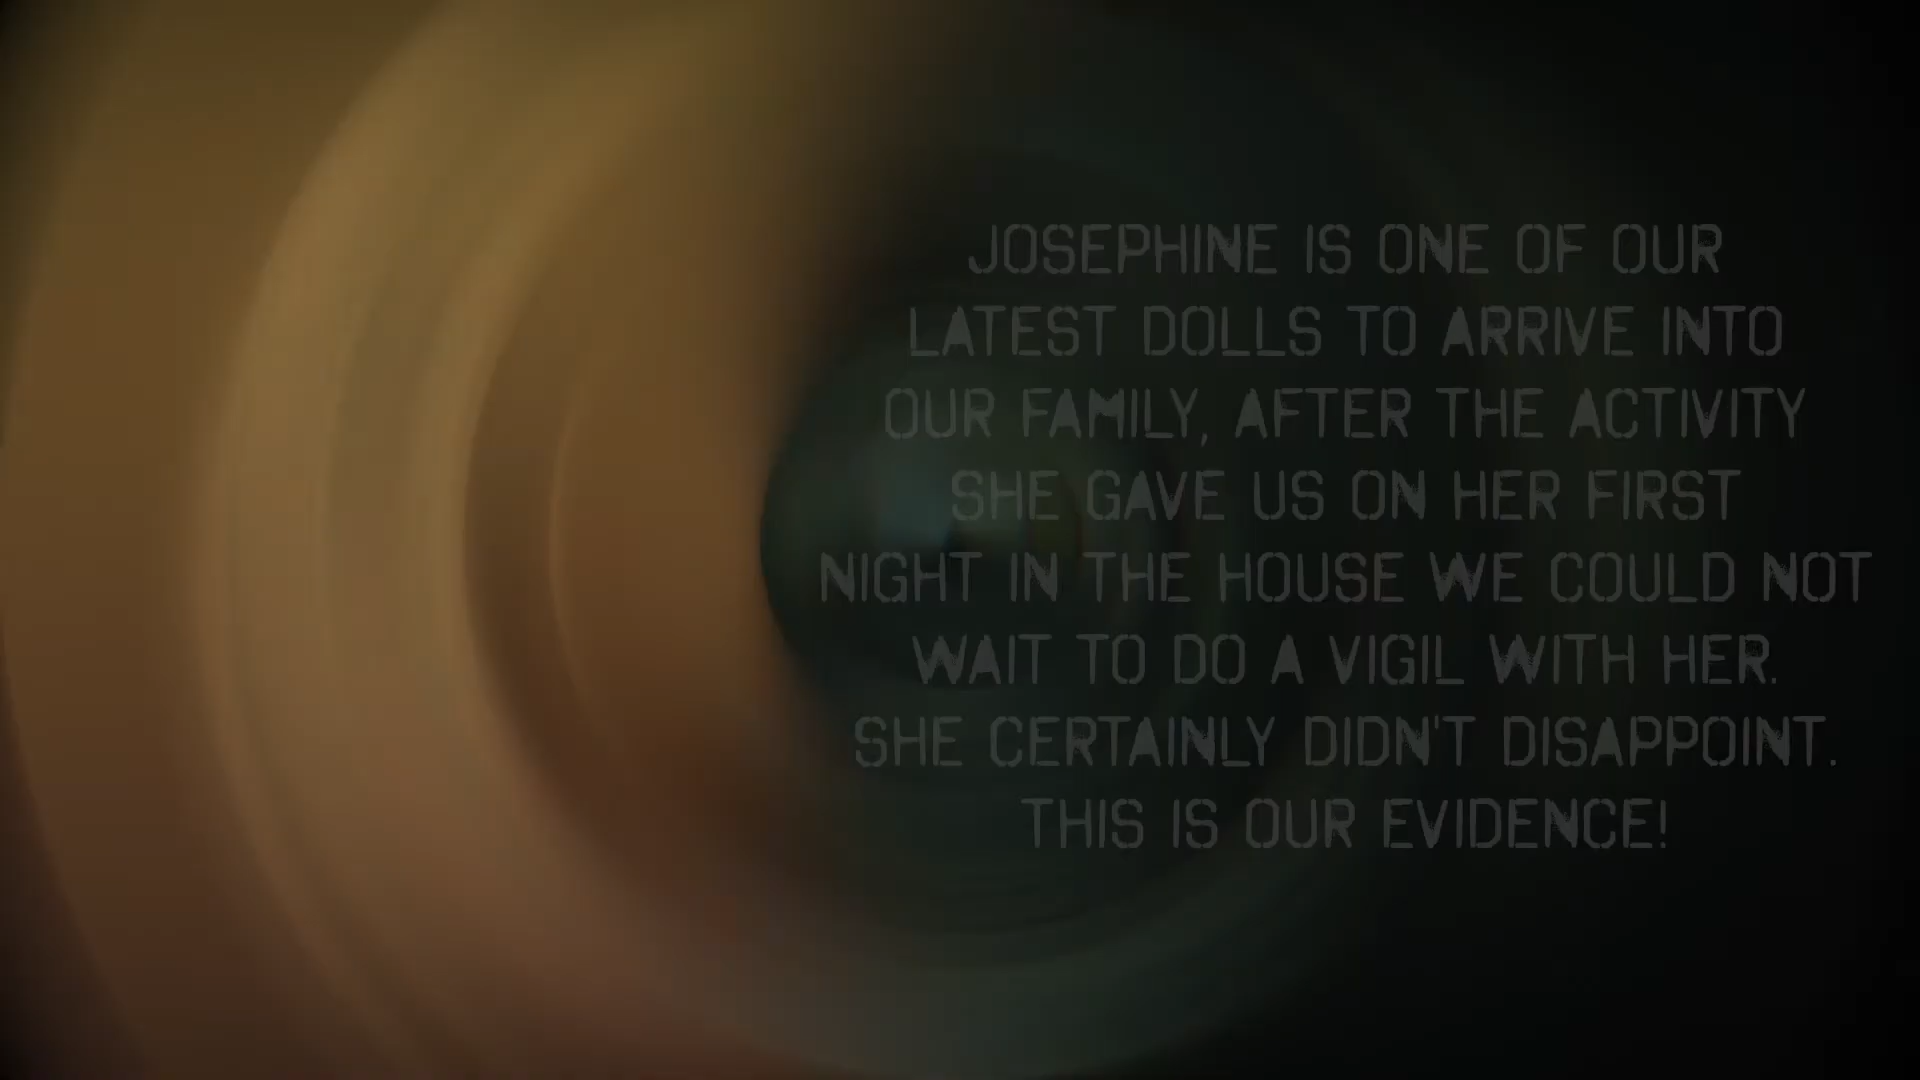 JOSEPHINE IS ONE OF OUR
LATEST DOLLS TO ARRIVE INTO
OUR FAMILY, AFTER THE ACTIVITY
SHE GAVE US ON HER FIRST
NIGHT IN THE HOUSE WE COULD NOT
WAIT TO DO A VIGIL WITH HER.
SHE CERTAINLY DIDN'T DISAPPOINT.
THIS IS OUR EVIDENCE!